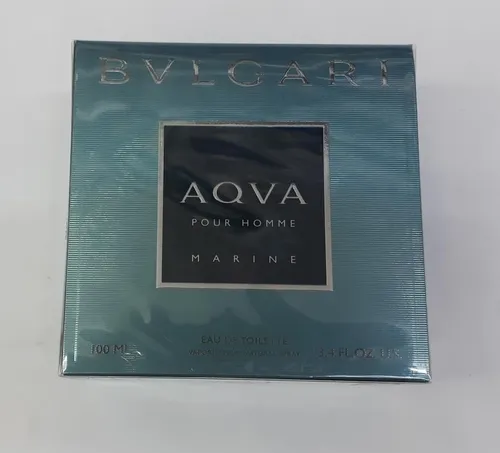 BVLGARI
AQVA
POUR HOMME
MARINE
EAU DE TOILETTE
100 ML
3.4 FL.OZ. U.S.